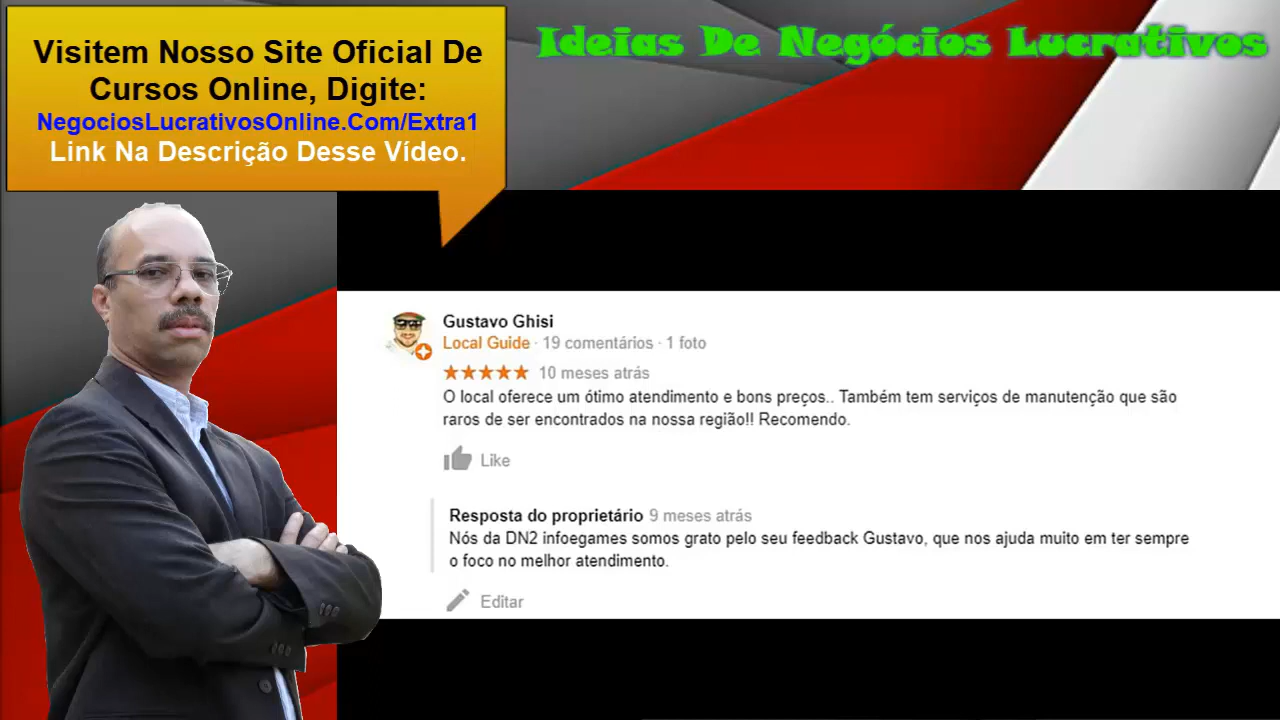 Visitem Nosso Site Oficial De
Cursos Online, Digite:
NegociosLucrativosOnline.Com/Extra1
Link Na Descrição Desse Vídeo.
Ideias De Negócios Lucrativos
Gustavo Ghisi
Local Guide · 19 comentários · 1 foto
10 meses atrás
O local oferece um ótimo atendimento e bons preços.. Também tem serviços de manutenção que são
raros de ser encontrados na nossa região!! Recomendo.
Like
Resposta do proprietário 9 meses atrás
Nós da DN2 infoegames somos grato pelo seu feedback Gustavo, que nos ajuda muito em ter sempre
o foco no melhor atendimento.
Editar